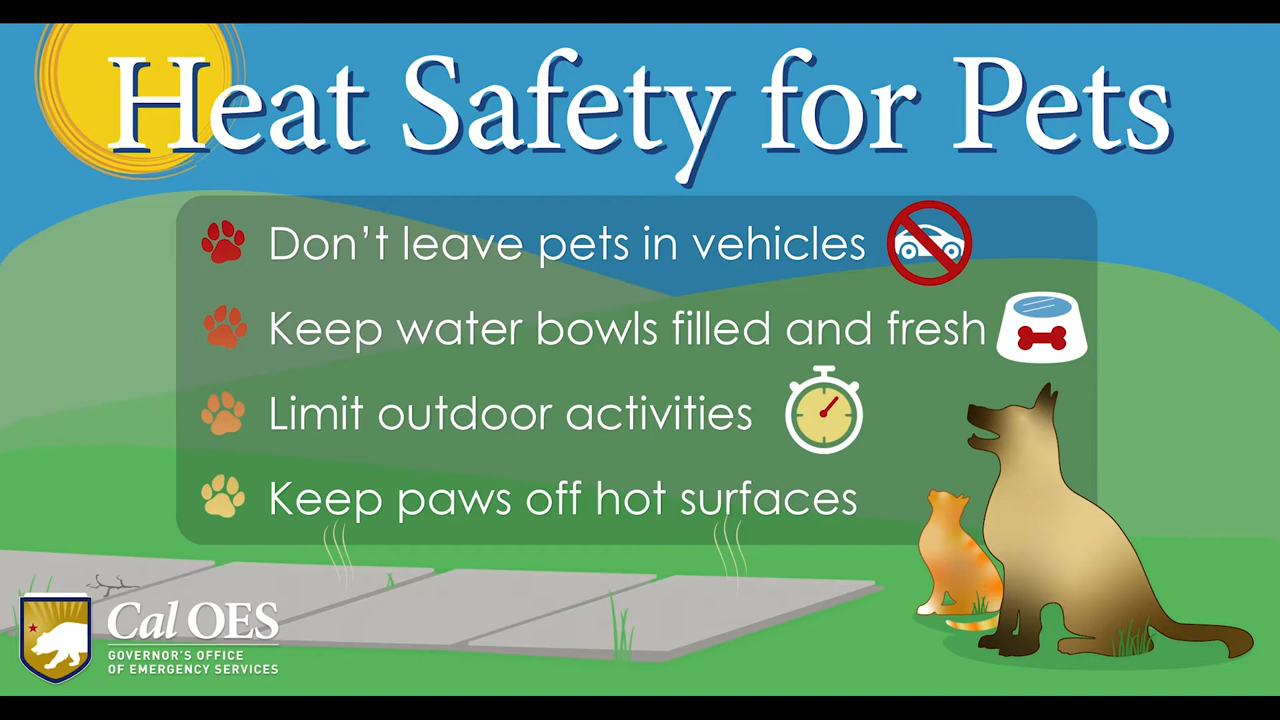 Heat Safety for Pets
Don’t leave pets in vehicles
Keep water bowls filled and fresh
Limit outdoor activities
Keep paws off hot surfaces
Cal OES
GOVERNOR’S OFFICE
OF EMERGENCY SERVICES